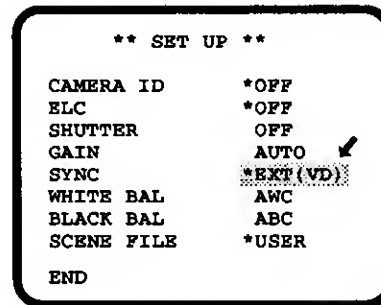 ** SET UP **
CAMERA ID *OFF
ELC *OFF
SHUTTER OFF
GAIN AUTO
SYNC *EXT(VD)
WHITE BAL AWC
BLACK BAL ABC
SCENE FILE *USER
END